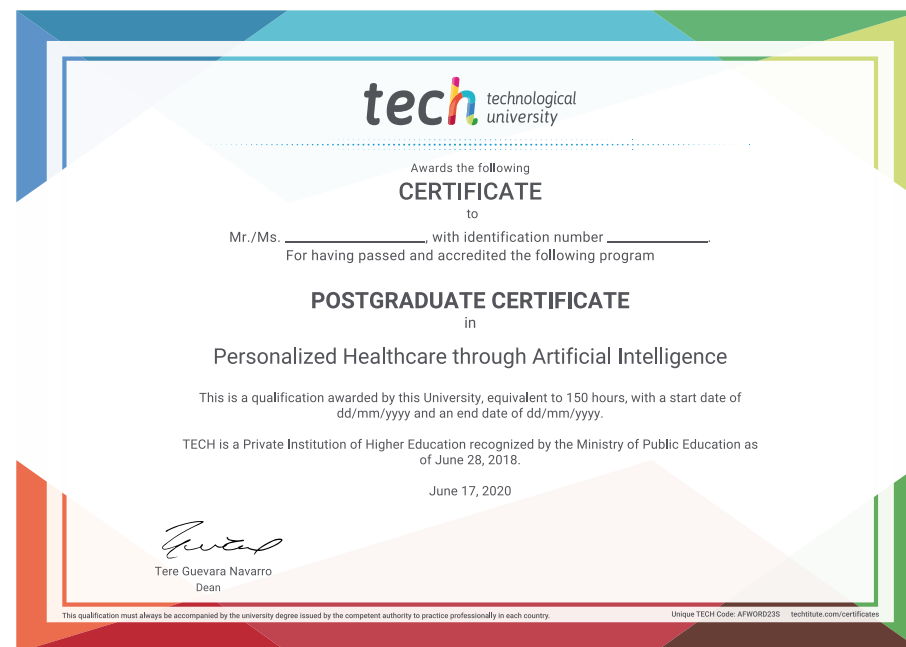 tech technological
university
Awards the following
CERTIFICATE
to
Mr./Ms. ____________________, with identification number ______________.
For having passed and accredited the following program
POSTGRADUATE CERTIFICATE
in
Personalized Healthcare through Artificial Intelligence
This is a qualification awarded by this University, equivalent to 150 hours, with a start date of
dd/mm/yyyy and an end date of dd/mm/yyyy.
TECH is a Private Institution of Higher Education recognized by the Ministry of Public Education as
of June 28, 2018.
June 17, 2020
Tere Guevara Navarro
Dean
This qualification must always be accompanied by the university degree issued by the competent authority to practice professionally in each country.
Unique TECH Code: AFWORD23S techtitute.com/certificates